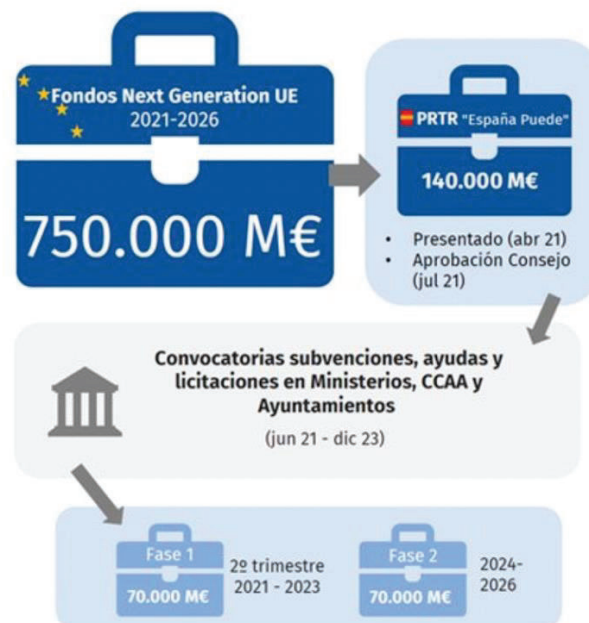 Fondos Next Generation UE
2021-2026
750.000 M€
PRTR "España Puede"
140.000 M€
• Presentado (abr 21)
• Aprobación Consejo
(jul 21)
Convocatorias subvenciones, ayudas y
licitaciones en Ministerios, CCAA y
Ayuntamientos
(jun 21 - dic 23)
Fase 1
70.000 M€
2º trimestre
2021 - 2023
Fase 2
70.000 M€
2024-
2026